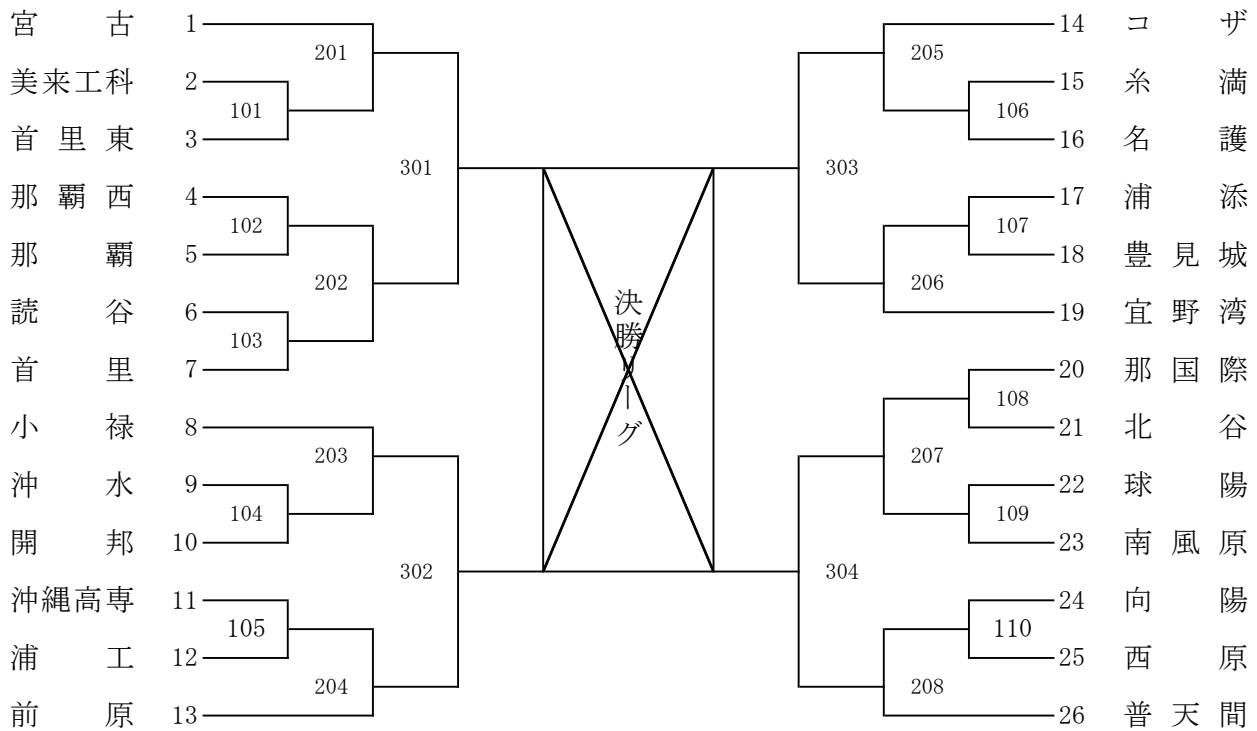 宮古 1
201
美来工科 2
101
首里東 3
301
那覇西 4
102
那覇 5
202
読谷 6
103
首里 7
小禄 8
203
沖水 9
104
開邦 10
302
沖縄高専 11
105
浦工 12
204
前原 13
決勝リーグ
14 コザ
205
15 糸満
106
16 名護
303
17 浦添
107
18 豊見城
206
19 宜野湾
20 那国際
108
21 北谷
207
22 球陽
109
23 南風原
304
24 向陽
110
25 西原
208
26 普天間